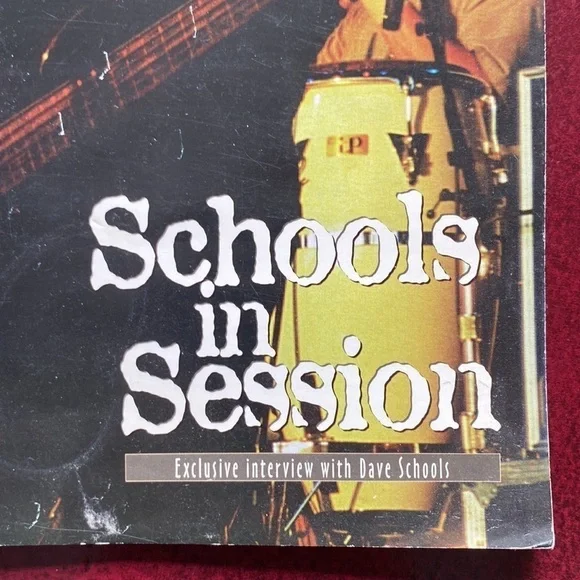 Schools
in
Session
Exclusive interview with Dave Schools